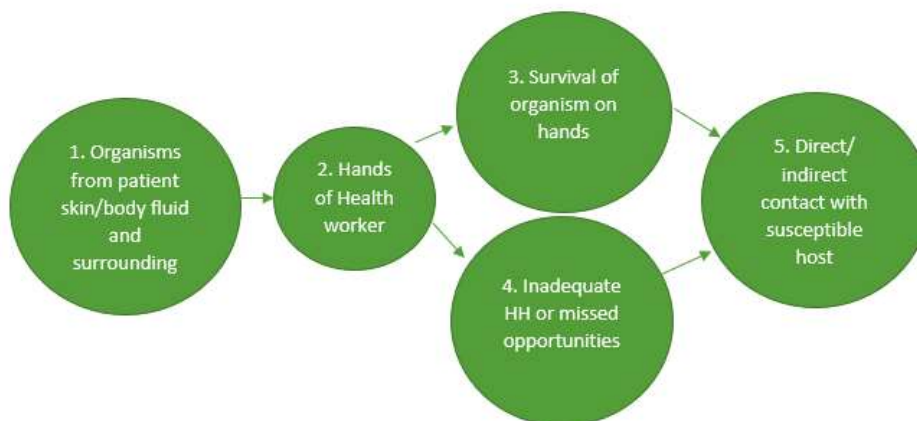 1. Organisms
from patient
skin/body fluid
and
surrounding
2. Hands
of Health
worker
3. Survival of
organism on
hands
4. Inadequate
HH or missed
opportunities
5. Direct/
indirect
contact with
susceptible
host